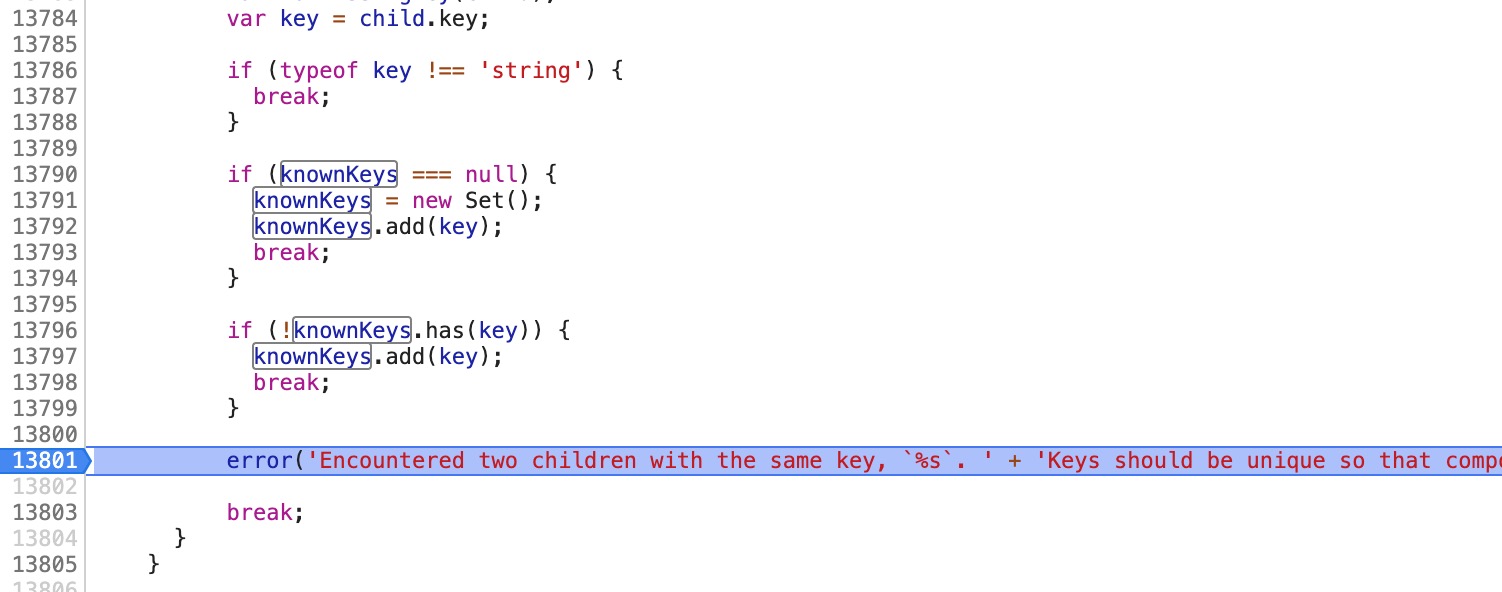 13784 var key = child.key;
13785
13786 if (typeof key !== 'string') {
13787 break;
13788 }
13789
13790 if (knownKeys === null) {
13791 knownKeys = new Set();
13792 knownKeys.add(key);
13793 break;
13794 }
13795
13796 if (!knownKeys.has(key)) {
13797 knownKeys.add(key);
13798 break;
13799 }
13800
13801 error('Encountered two children with the same key, `%s`. ' + 'Keys should be unique so that comp
13802
13803 break;
13804 }
13805 }
13806